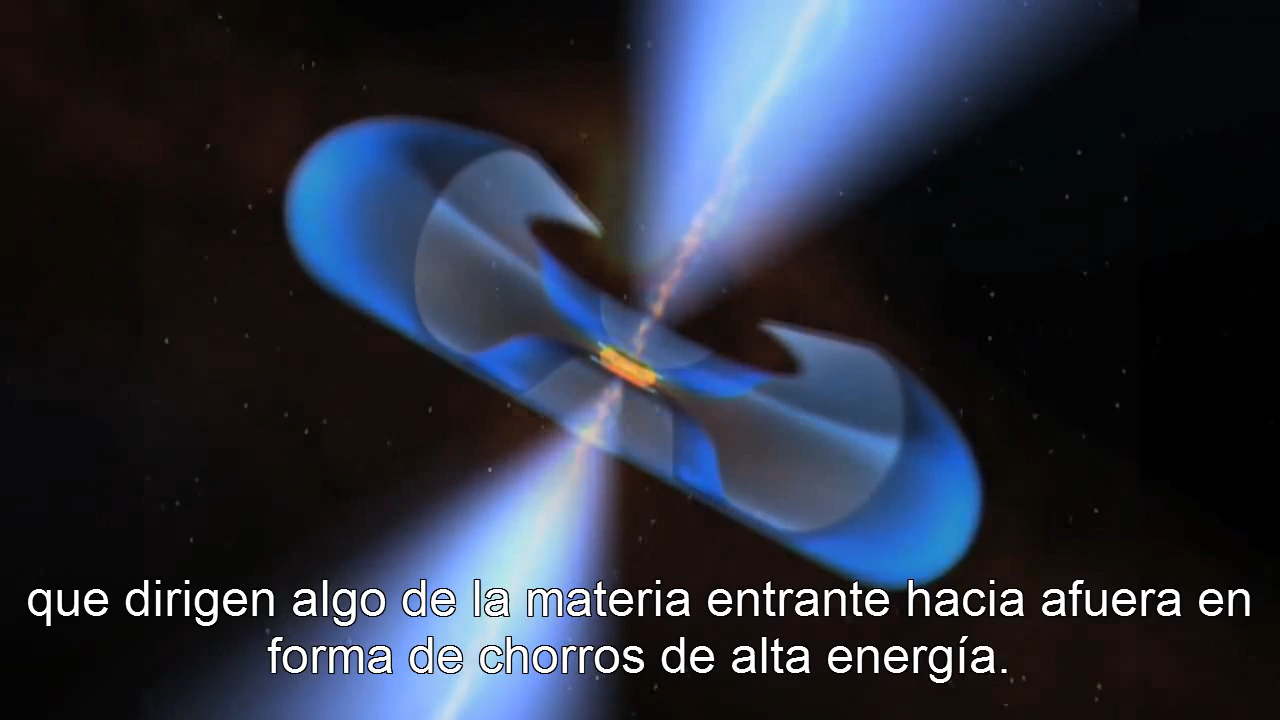 que dirigen algo de la materia entrante hacia afuera en
forma de chorros de alta energía.